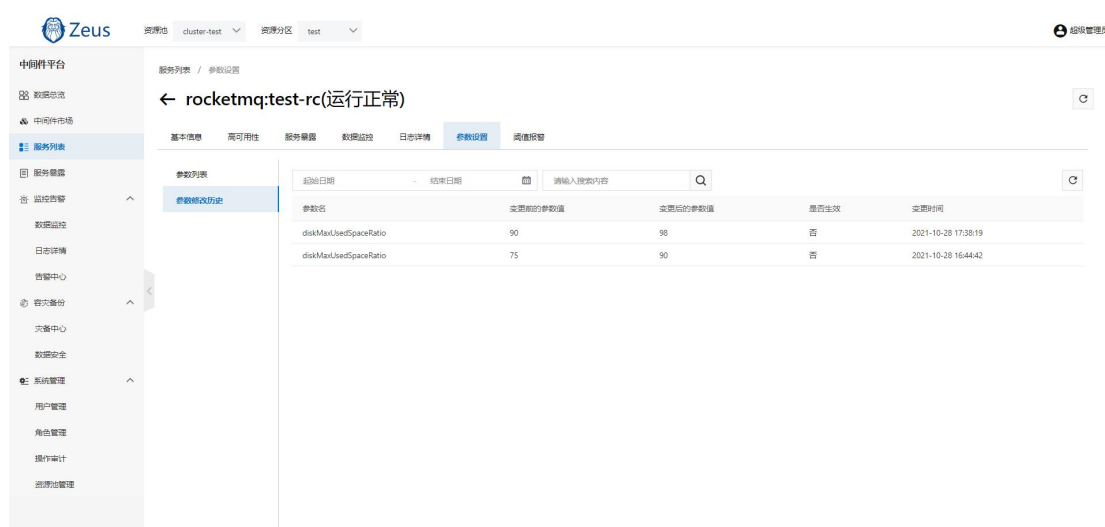 Zeus 资源池 cluster-test 资源分区 test 超级管理员
中间件平台
服务列表 / 参数设置
数据总览
← rocketmq:test-rc(运行正常)
中间件市场
基本信息 高可用性 服务暴露 数据监控 日志详情 参数设置 阈值报警
服务列表
服务暴露
参数列表
起始日期 - 结束日期 请输入搜索内容
监控告警
参数修改历史
参数名 变更前的参数值 变更后的参数值 是否生效 变更时间
数据监控
diskMaxUsedSpaceRatio 90 98 否 2021-10-28 17:38:19
日志详情
diskMaxUsedSpaceRatio 75 90 否 2021-10-28 16:44:42
告警中心
容灾备份
灾备中心
数据安全
系统管理
用户管理
角色管理
操作审计
资源池管理